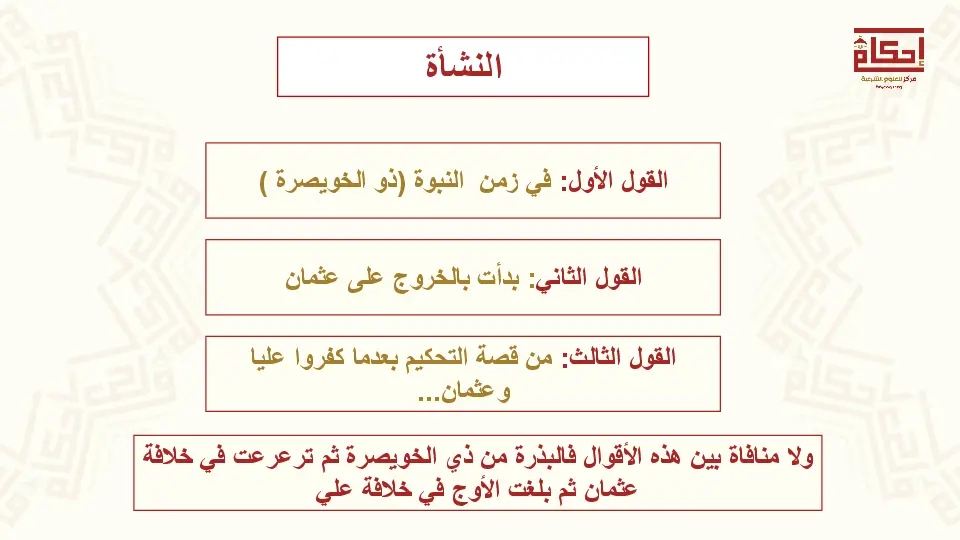 إحكام
مركز للعلوم الشرعية
النشأة
القول الأول: في زمن النبوة (ذو الخويصرة )
القول الثاني: بدأت بالخروج على عثمان
القول الثالث: من قصة التحكيم بعدما كفروا عليا
وعثمان...
ولا منافاة بين هذه الأقوال فالبذرة من ذي الخويصرة ثم ترعرعت في خلافة
عثمان ثم بلغت الأوج في خلافة علي